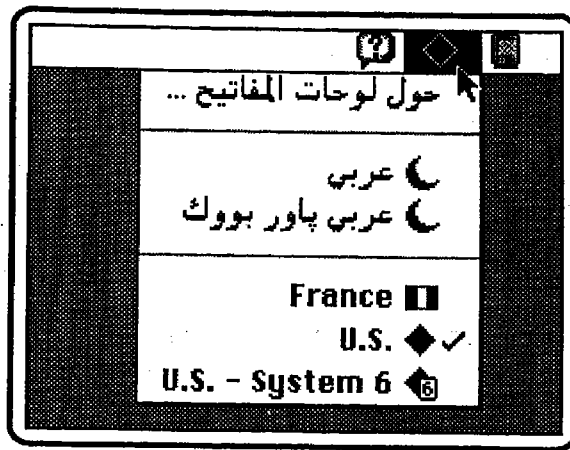 حول لوحات المفاتيح ...
عربي
عربي پاور بووك
France
U.S.
U.S. - System 6